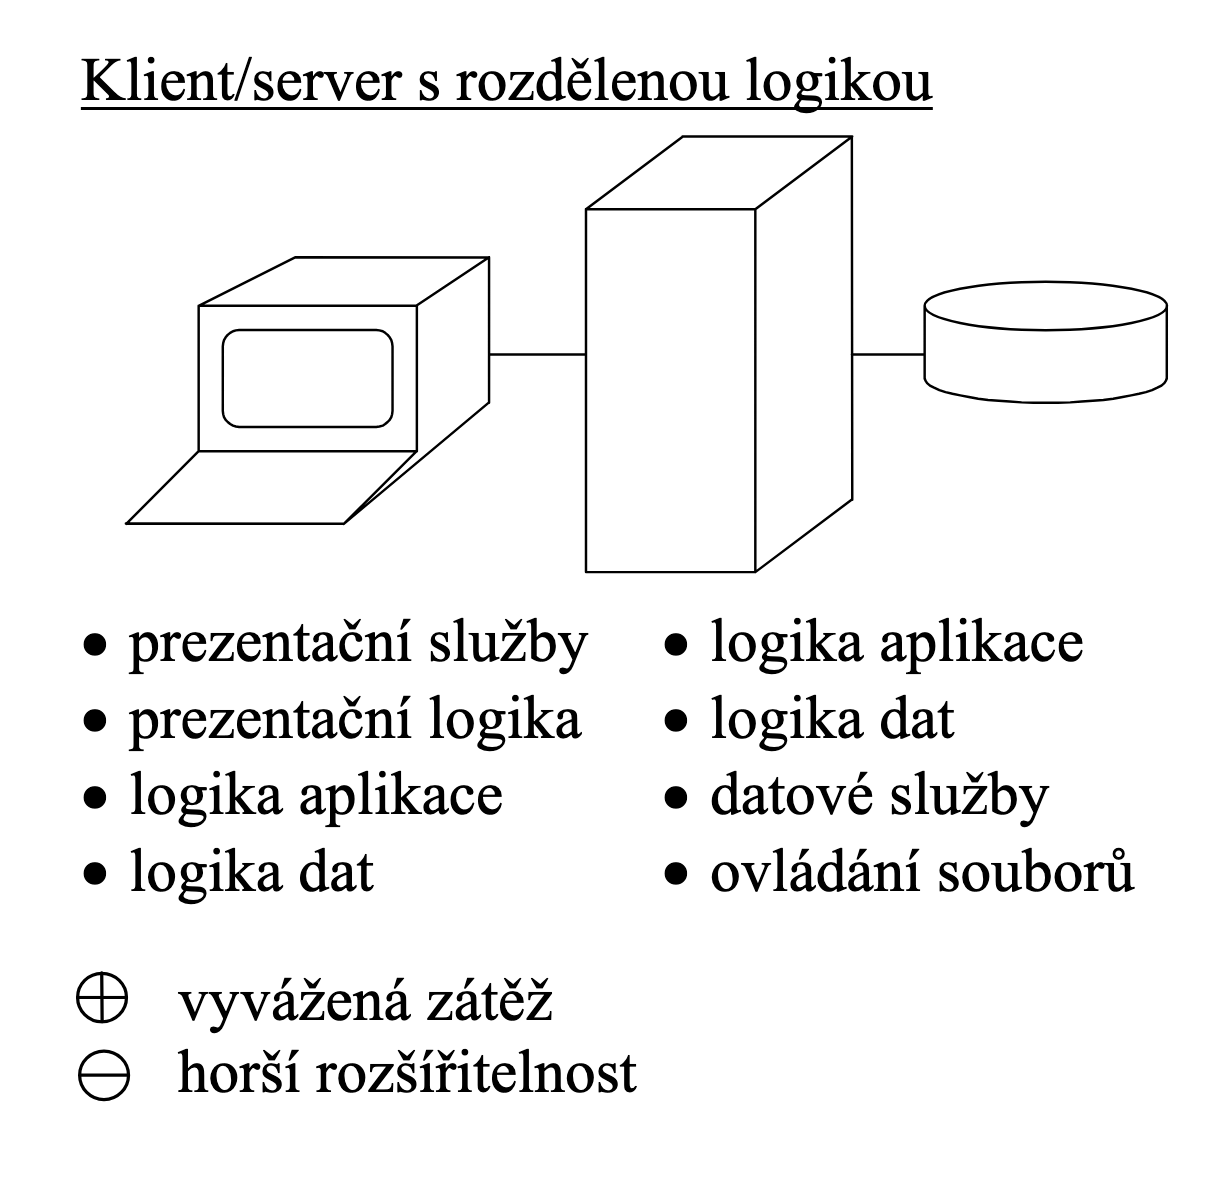 Klient/server s rozdělenou logikou
• prezentační služby
• prezentační logika
• logika aplikace
• logika dat
• logika aplikace
• logika dat
• datové služby
• ovládání souborů
⊕ vyvážená zátěž
⊖ horší rozšířitelnost